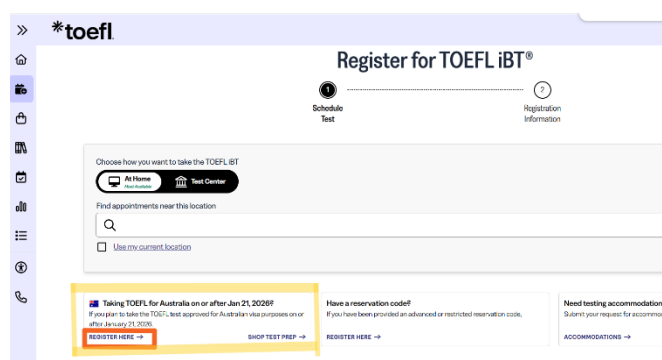 *toefl
Register for TOEFL iBT®
1
2
Schedule
Test
Registration
Information
Choose how you want to take the TOEFL iBT
At Home
Most Available
Test Center
Find appointments near this location
Use my current location
Taking TOEFL for Australia on or after Jan 21, 2026?
If you plan to take the TOEFL test approved for Australian visa purposes on or
after January 21, 2026.
REGISTER HERE →
SHOP TEST PREP →
Have a reservation code?
If you have been provided an advanced or restricted reservation code,
REGISTER HERE →
Need testing accommodation
Submit your request for accommo
ACCOMMODATIONS →